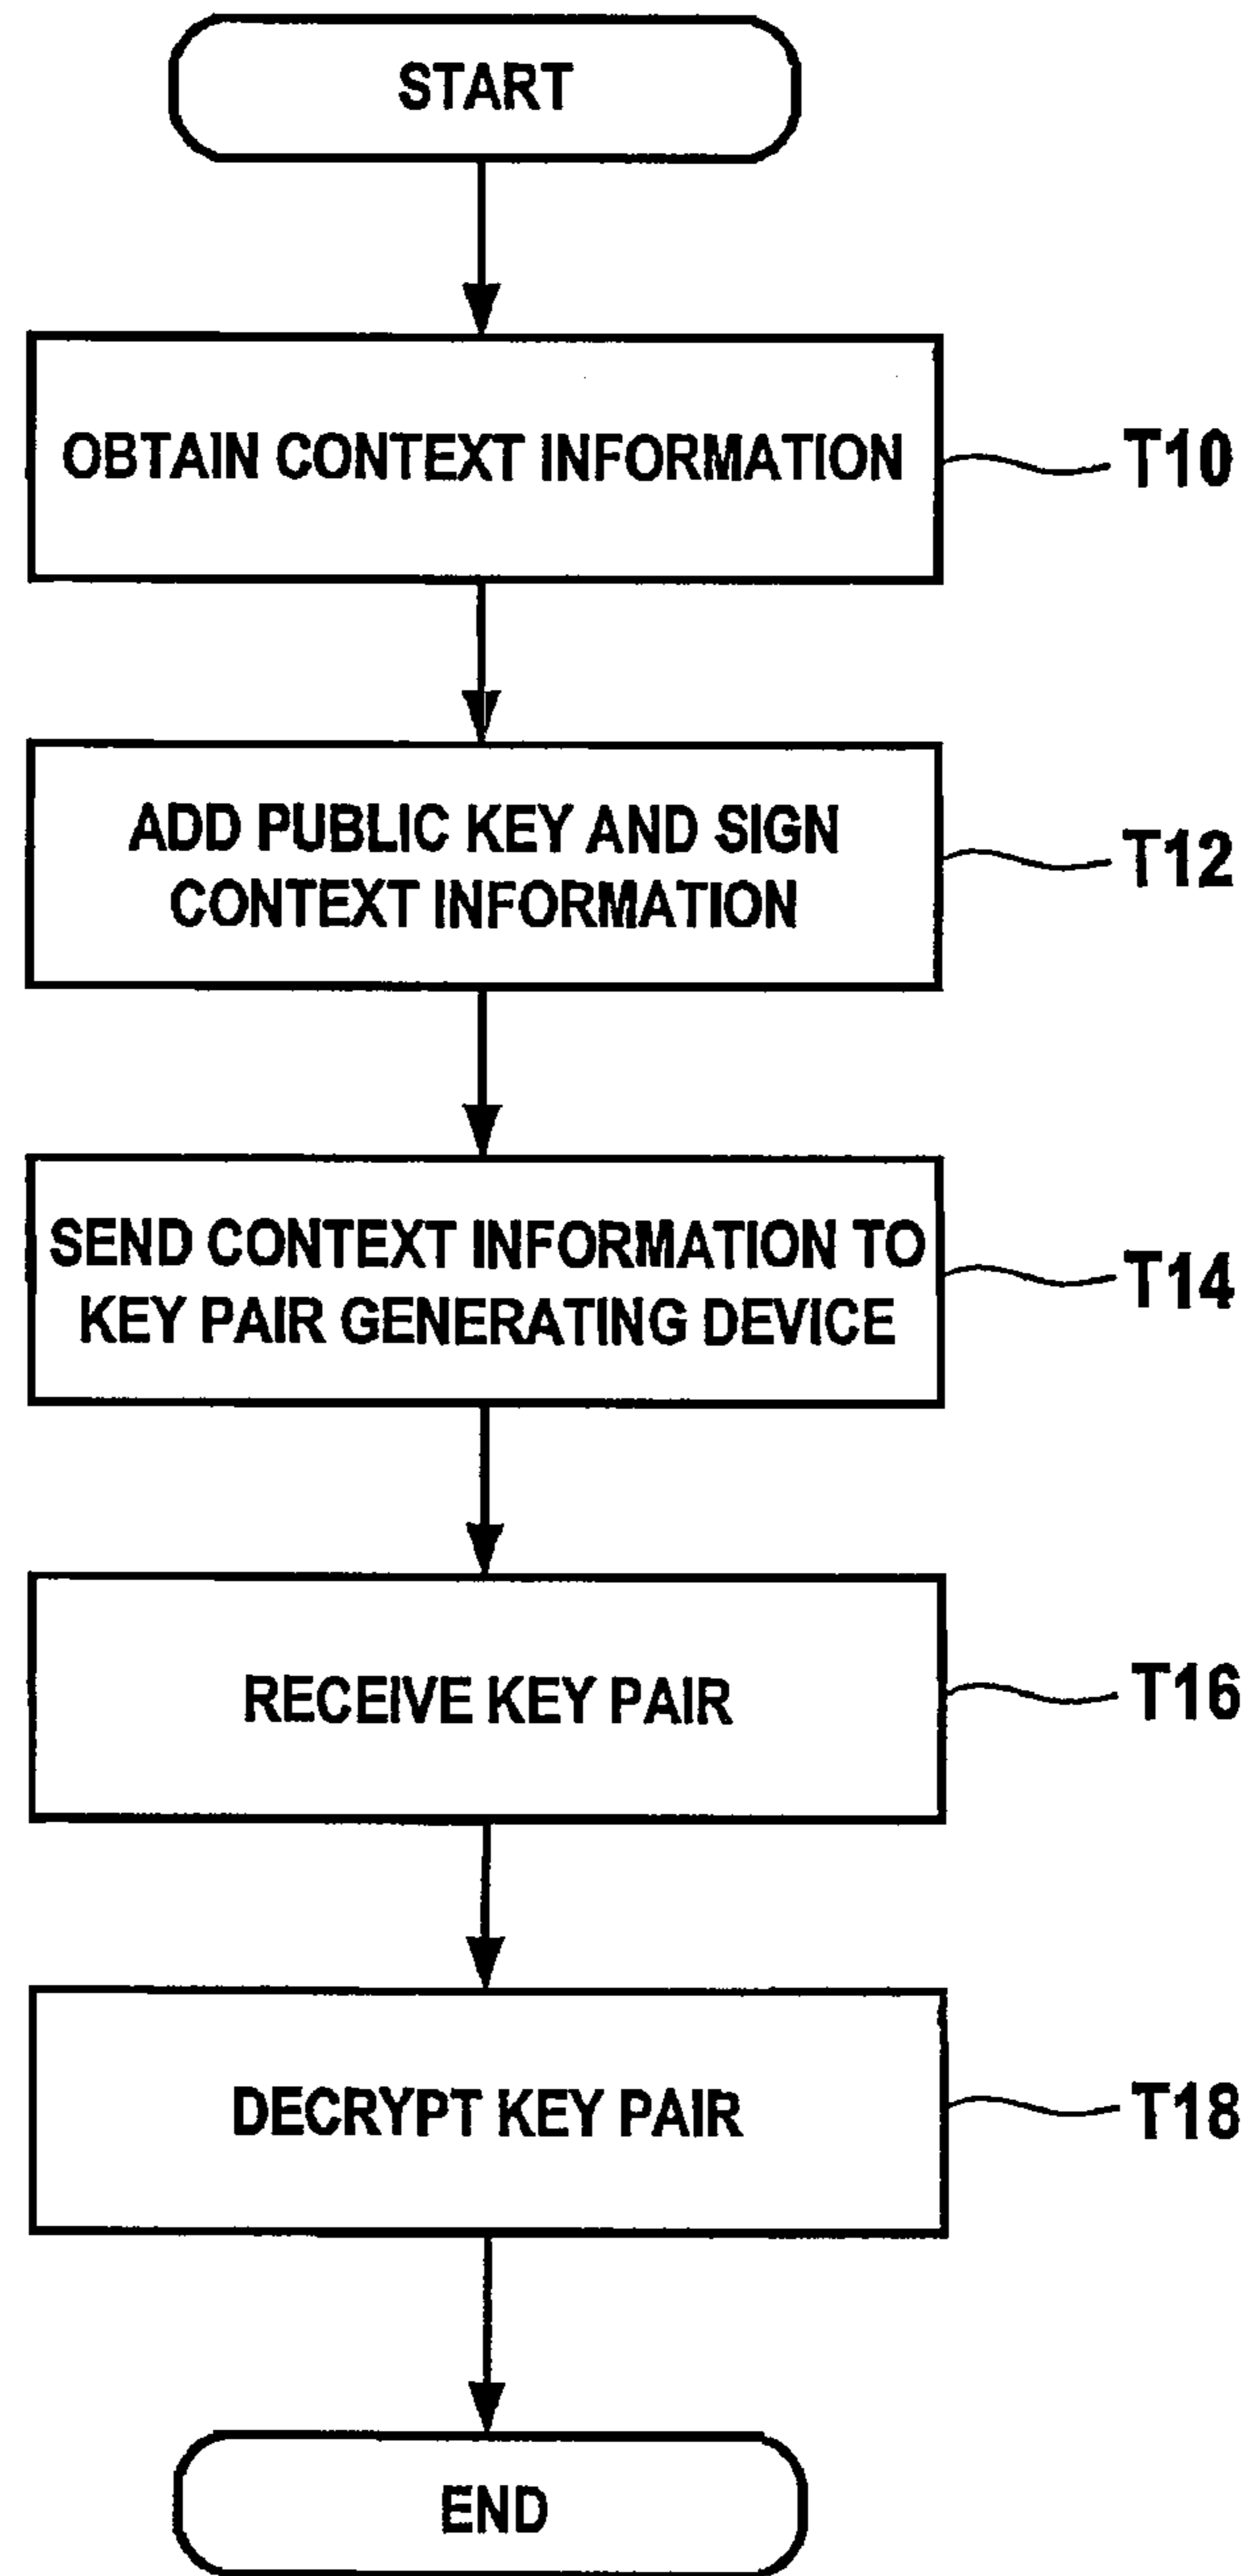 START
OBTAIN CONTEXT INFORMATION
T10
ADD PUBLIC KEY AND SIGN
CONTEXT INFORMATION
T12
SEND CONTEXT INFORMATION TO
KEY PAIR GENERATING DEVICE
T14
RECEIVE KEY PAIR
T16
DECRYPT KEY PAIR
T18
END